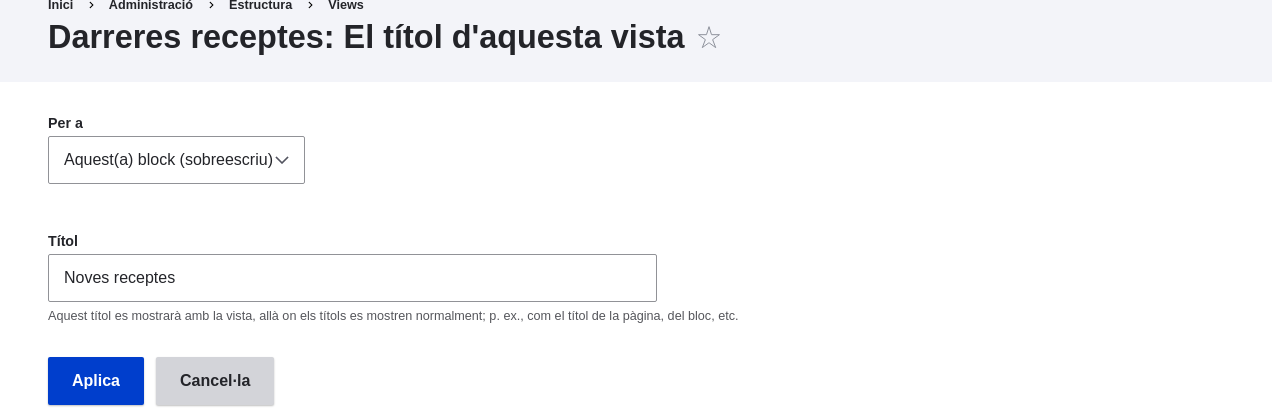 Inici › Administració › Estructura › Views
Darreres receptes: El títol d'aquesta vista ☆
Per a
Aquest(a) block (sobreescriu)
Títol
Noves receptes
Aquest títol es mostrarà amb la vista, allà on els títols es mostren normalment; p. ex., com el títol de la pàgina, del bloc, etc.
Aplica Cancel·la